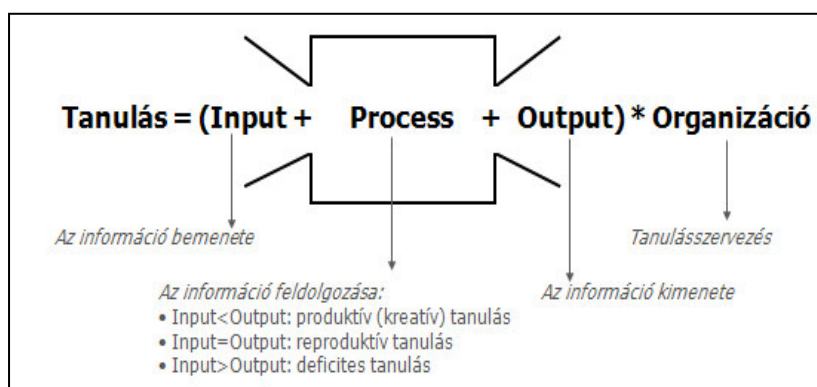 Tanulás = (Input + Process + Output) * Organizáció
Az információ bemenete
Tanulásszervezés
Az információ feldolgozása:
Az információ kimenete
• Input<Output: produktív (kreatív) tanulás
• Input=Output: reproduktív tanulás
• Input>Output: deficites tanulás